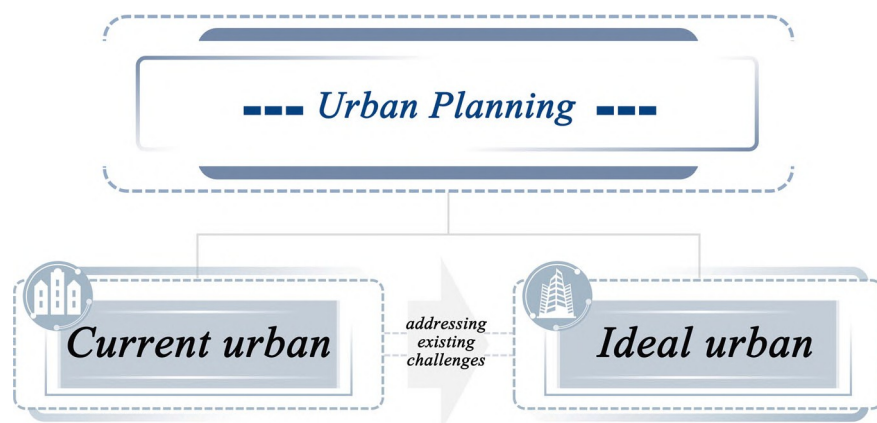 --- Urban Planning ---
Current urban
addressing
existing
challenges
Ideal urban